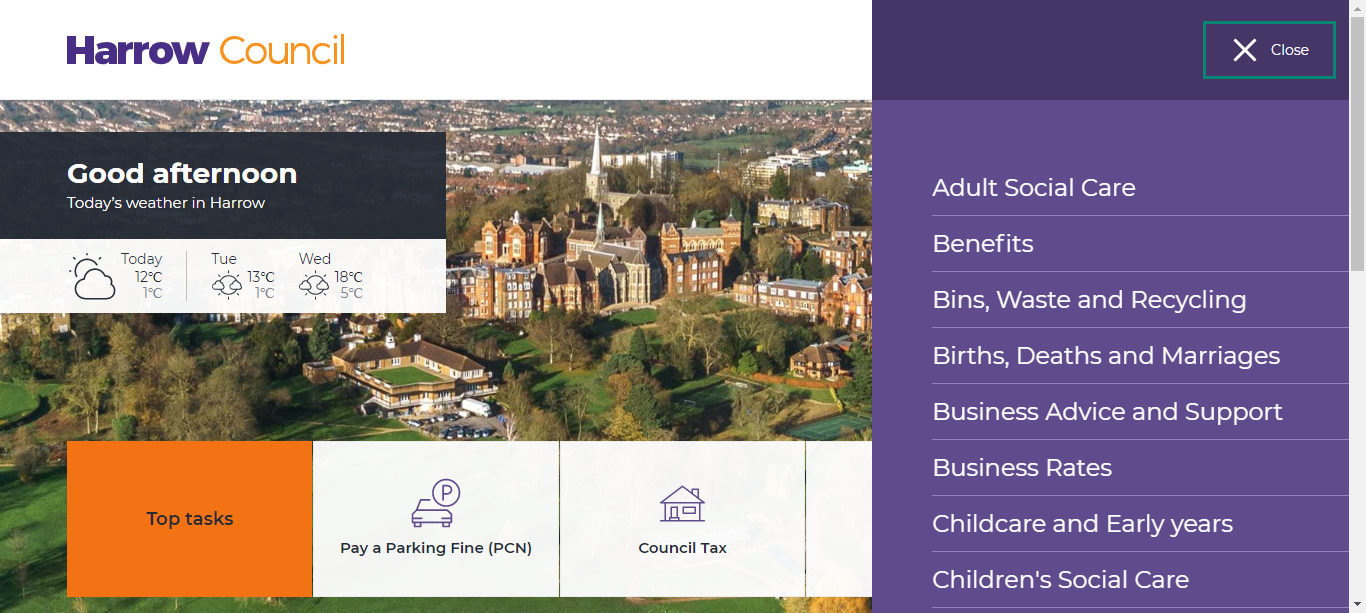 Harrow Council
Close
Good afternoon
Today's weather in Harrow
Today
12°C
1°C
Tue
13°C
1°C
Wed
18°C
5°C
Top tasks
P
Pay a Parking Fine (PCN)
Council Tax
Adult Social Care
Benefits
Bins, Waste and Recycling
Births, Deaths and Marriages
Business Advice and Support
Business Rates
Childcare and Early years
Children's Social Care